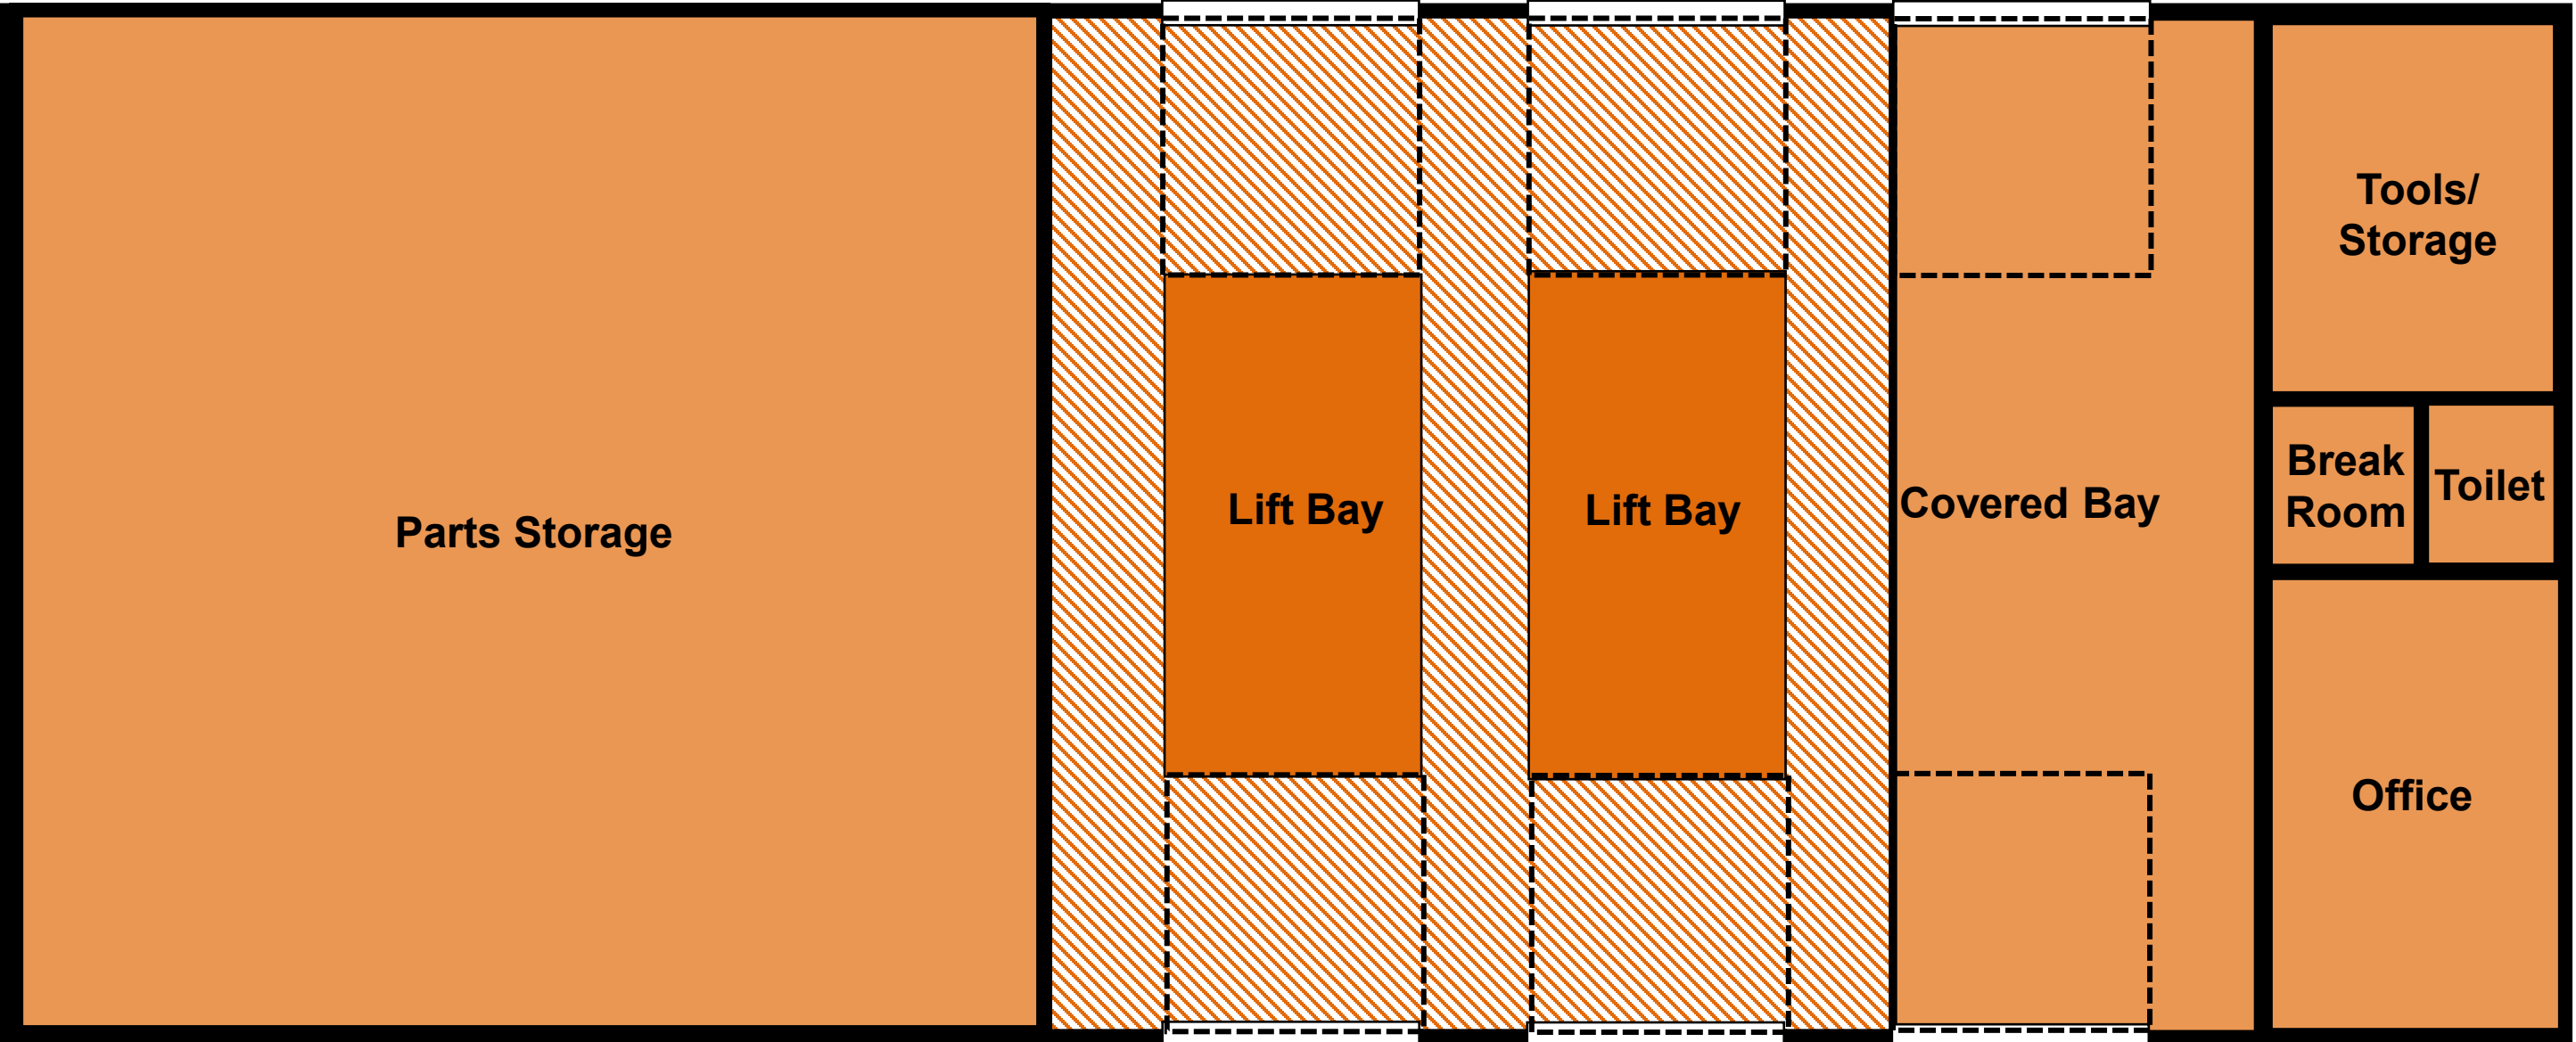 Parts Storage
Lift Bay
Lift Bay
Covered Bay
Tools/
Storage
Break
Room
Toilet
Office